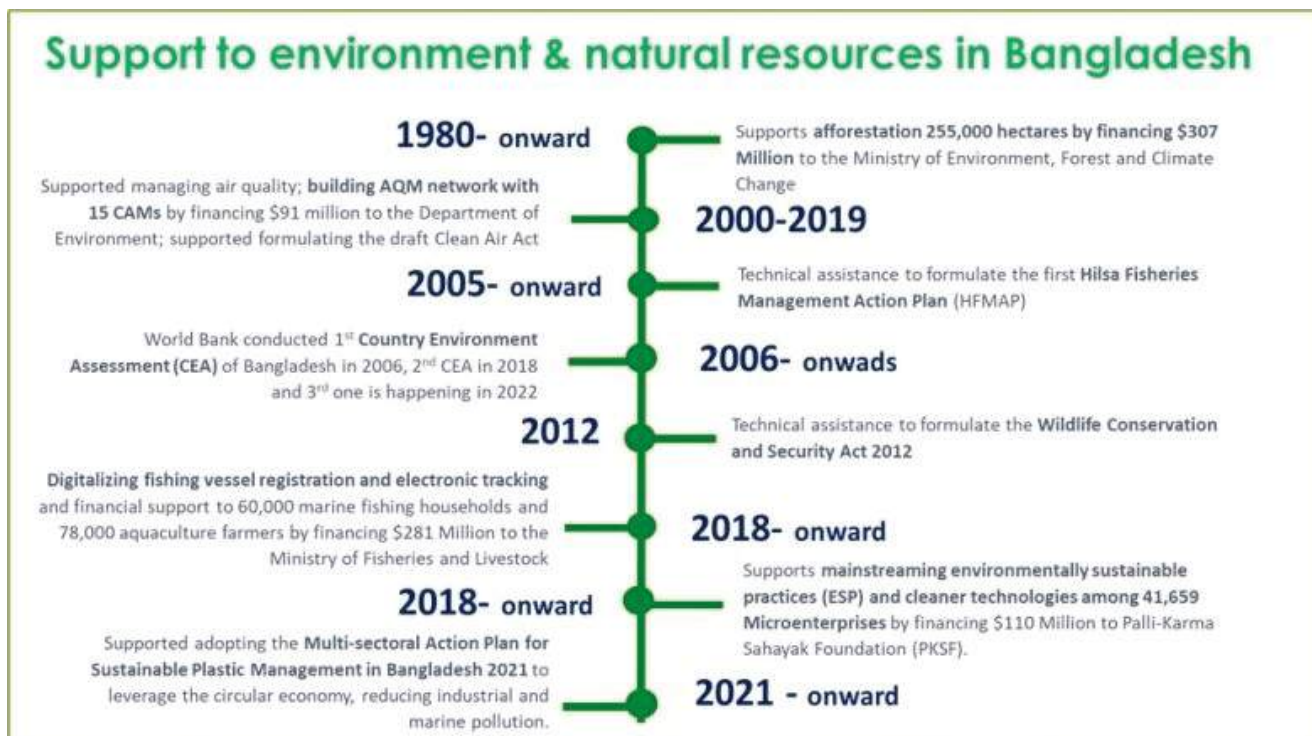 Support to environment & natural resources in Bangladesh
1980- onward
Supports afforestation 255,000 hectares by financing $307
Million to the Ministry of Environment, Forest and Climate
Change
Supported managing air quality; building AQM network with
15 CAMs by financing $91 million to the Department of
Environment; supported formulating the draft Clean Air Act
2000-2019
2005- onward
Technical assistance to formulate the first Hilsa Fisheries
Management Action Plan (HFMAP)
World Bank conducted 1st Country Environment
Assessment (CEA) of Bangladesh in 2006, 2nd CEA in 2018
and 3rd one is happening in 2022
2006- onwads
2012
Technical assistance to formulate the Wildlife Conservation
and Security Act 2012
Digitalizing fishing vessel registration and electronic tracking
and financial support to 60,000 marine fishing households and
78,000 aquaculture farmers by financing $281 Million to the
Ministry of Fisheries and Livestock
2018- onward
2018- onward
Supports mainstreaming environmentally sustainable
practices (ESP) and cleaner technologies among 41,659
Microenterprises by financing $110 Million to Palli-Karma
Sahayak Foundation (PKSF).
Supported adopting the Multi-sectoral Action Plan for
Sustainable Plastic Management in Bangladesh 2021 to
leverage the circular economy, reducing industrial and
marine pollution.
2021 - onward